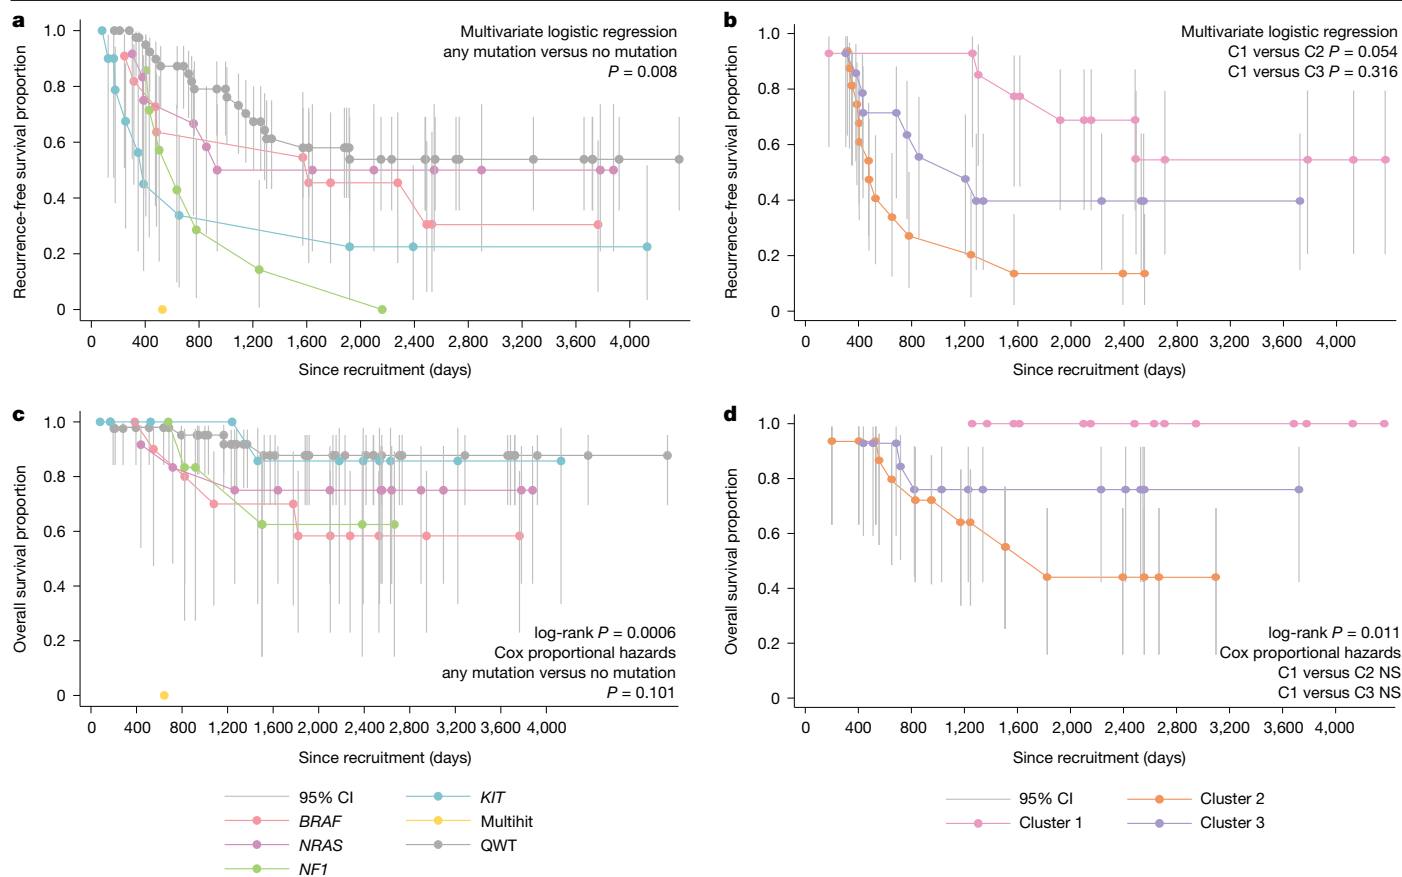 a
Multivariate logistic regression
any mutation versus no mutation
P = 0.008
Recurrence-free survival proportion
1.0
0.8
0.6
0.4
0.2
0
0 400 800 1,200 1,600 2,000 2,400 2,800 3,200 3,600 4,000
Since recruitment (days)
b
Multivariate logistic regression
C1 versus C2 P = 0.054
C1 versus C3 P = 0.316
Recurrence-free survival proportion
1.0
0.8
0.6
0.4
0.2
0
0 400 800 1,200 1,600 2,000 2,400 2,800 3,200 3,600 4,000
Since recruitment (days)
c
Overall survival proportion
1.0
0.8
0.6
0.4
0.2
0
log-rank P = 0.0006
Cox proportional hazards
any mutation versus no mutation
P = 0.101
0 400 800 1,200 1,600 2,000 2,400 2,800 3,200 3,600 4,000
Since recruitment (days)
95% CI
BRAF
NRAS
NF1
KIT
Multihit
QWT
d
Overall survival proportion
1.0
0.8
0.6
0.4
0.2
0
log-rank P = 0.011
Cox proportional hazards
C1 versus C2 NS
C1 versus C3 NS
0 400 800 1,200 1,600 2,000 2,400 2,800 3,200 3,600 4,000
Since recruitment (days)
95% CI
Cluster 1
Cluster 2
Cluster 3